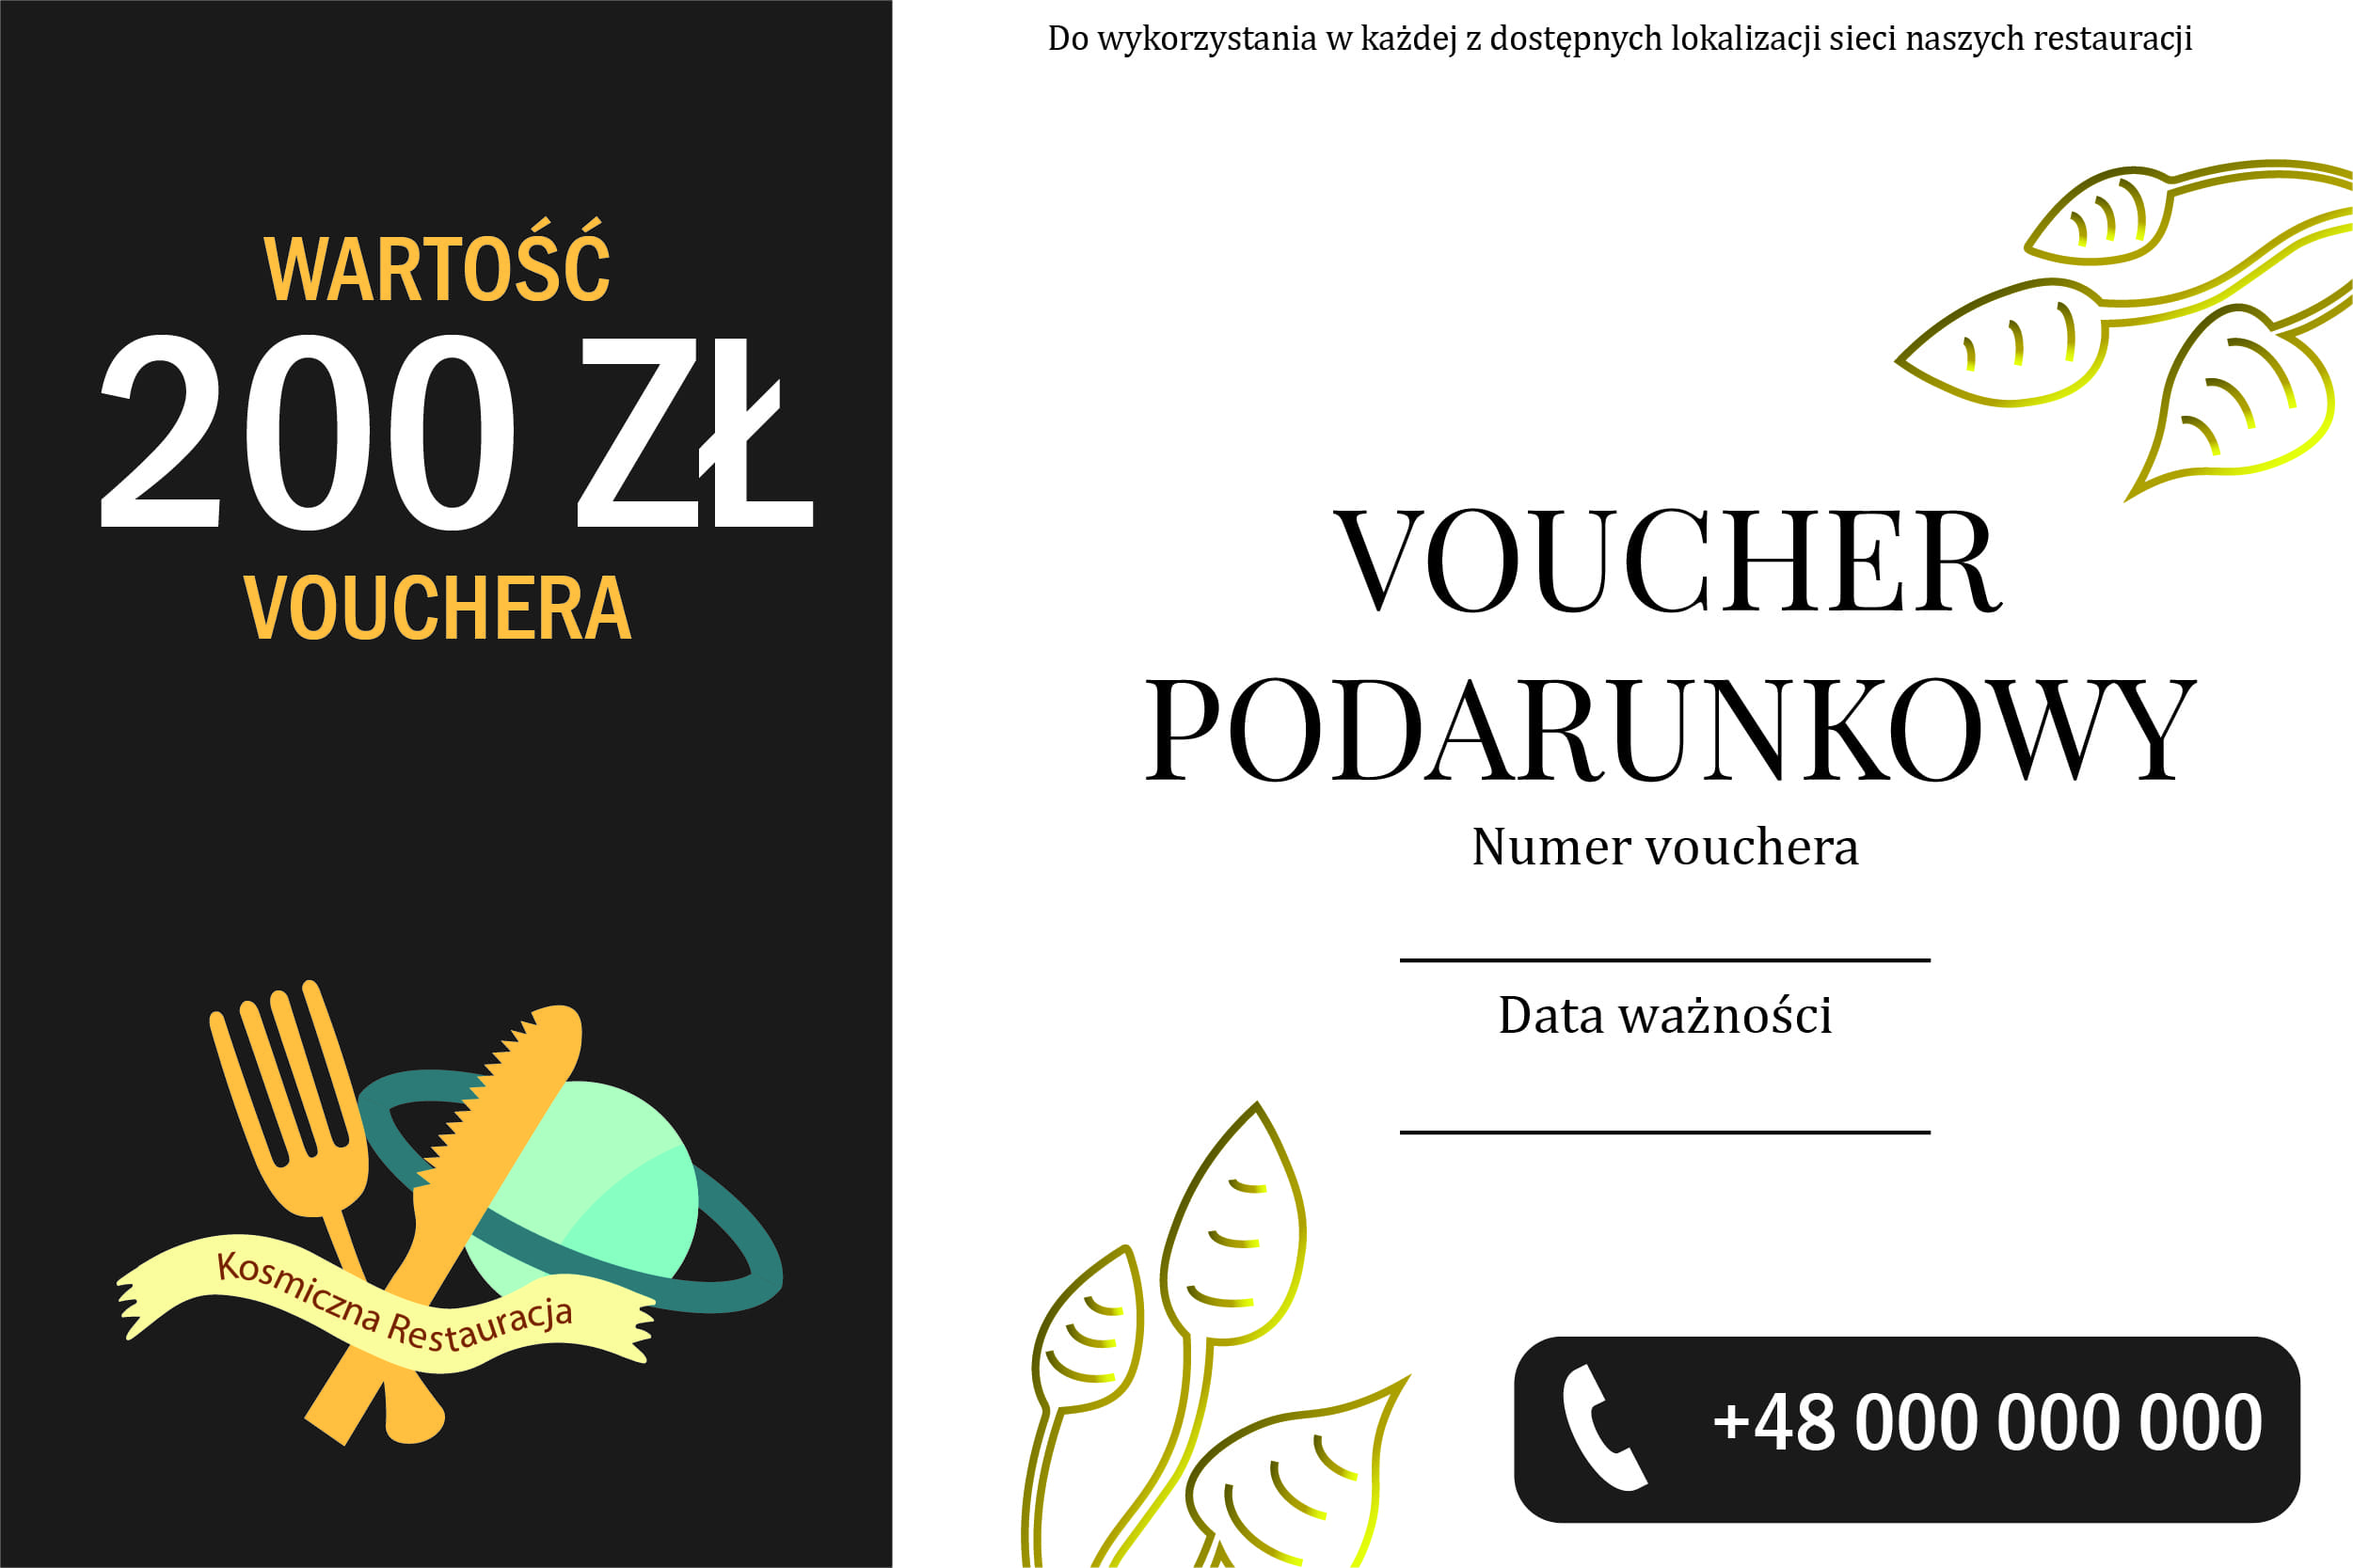 WARTOŚĆ
200 ZŁ
VOUCHERA
Kosmiczna Restauracja
Do wykorzystania w każdej z dostępnych lokalizacji sieci naszych restauracji
VOUCHER
PODARUNKOWY
Numer vouchera
Data ważności
+48 000 000 000